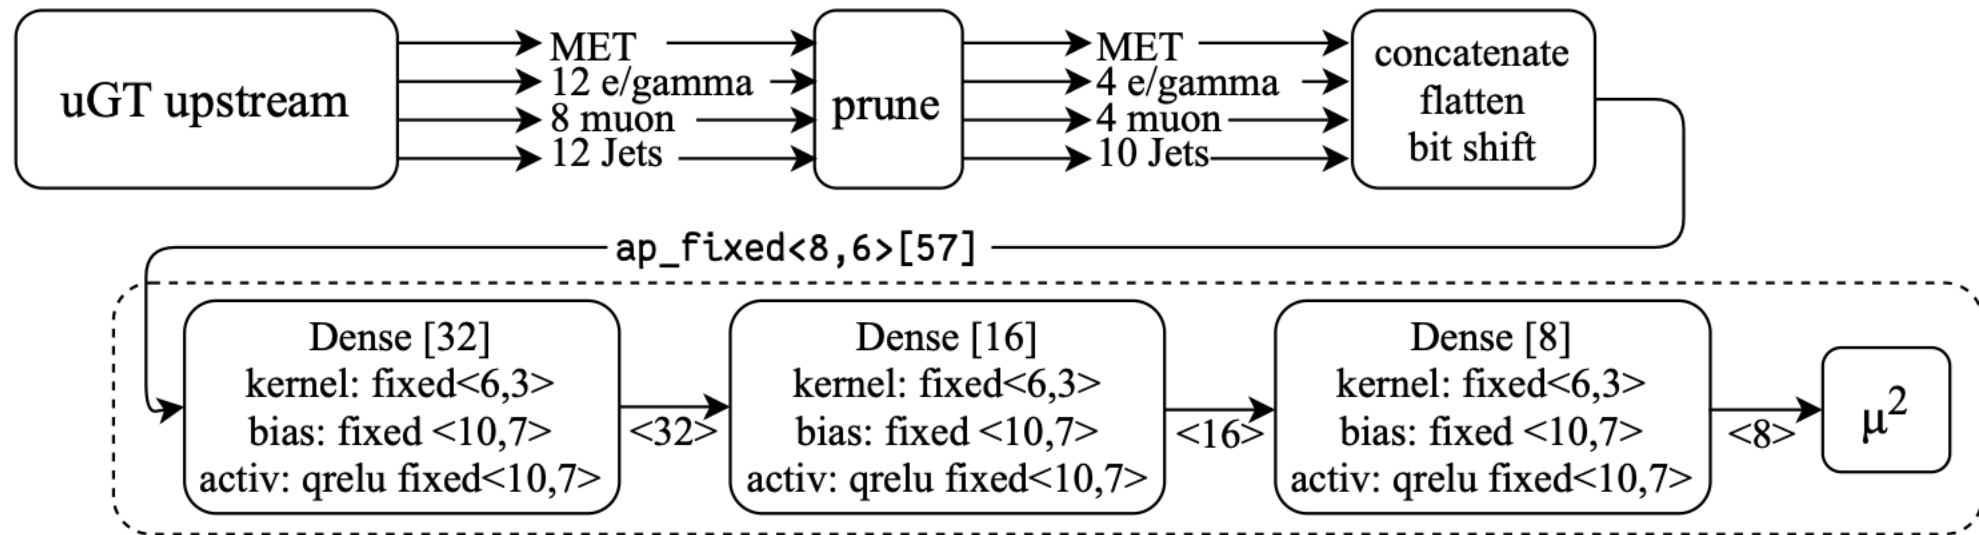 uGT upstream
MET
12 e/gamma
8 muon
12 Jets
prune
MET
4 e/gamma
4 muon
10 Jets
concatenate
flatten
bit shift
ap_fixed<8,6>[57]
Dense [32]
kernel: fixed<6,3>
bias: fixed <10,7>
activ: qrelu fixed<10,7>
<32>
Dense [16]
kernel: fixed<6,3>
bias: fixed <10,7>
activ: qrelu fixed<10,7>
<16>
Dense [8]
kernel: fixed<6,3>
bias: fixed <10,7>
activ: qrelu fixed<10,7>
<8>
μ²